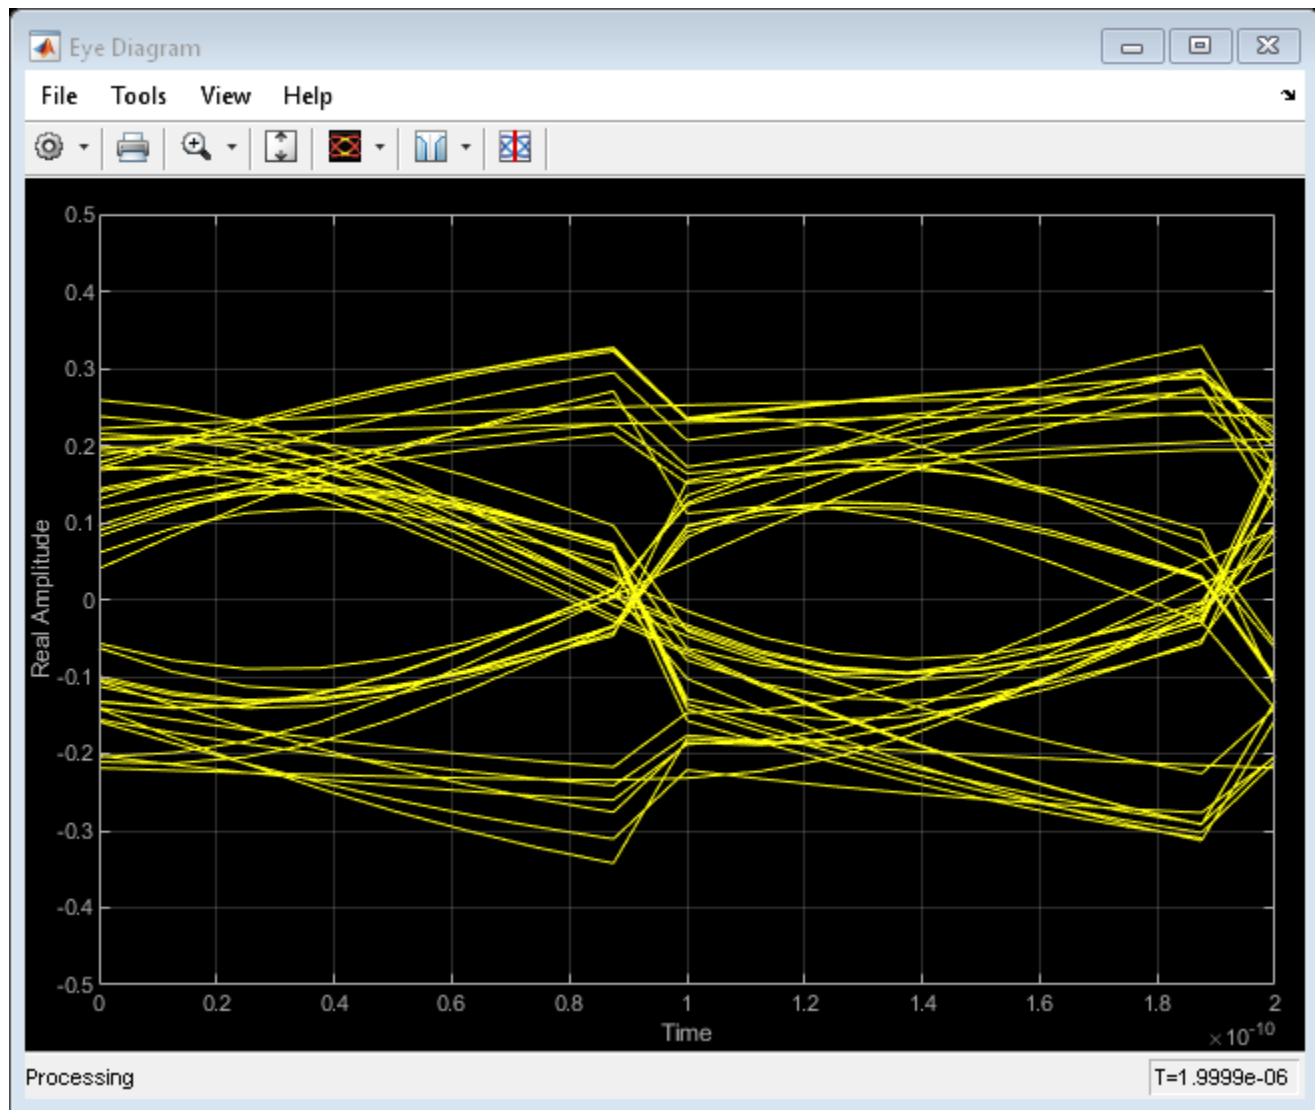 Eye Diagram
File Tools View Help
0.5
0.4
0.3
0.2
0.1
0
-0.1
-0.2
-0.3
-0.4
-0.5
Real Amplitude
0 0.2 0.4 0.6 0.8 1 1.2 1.4 1.6 1.8 2
Time
×10-10
Processing T=1.9999e-06